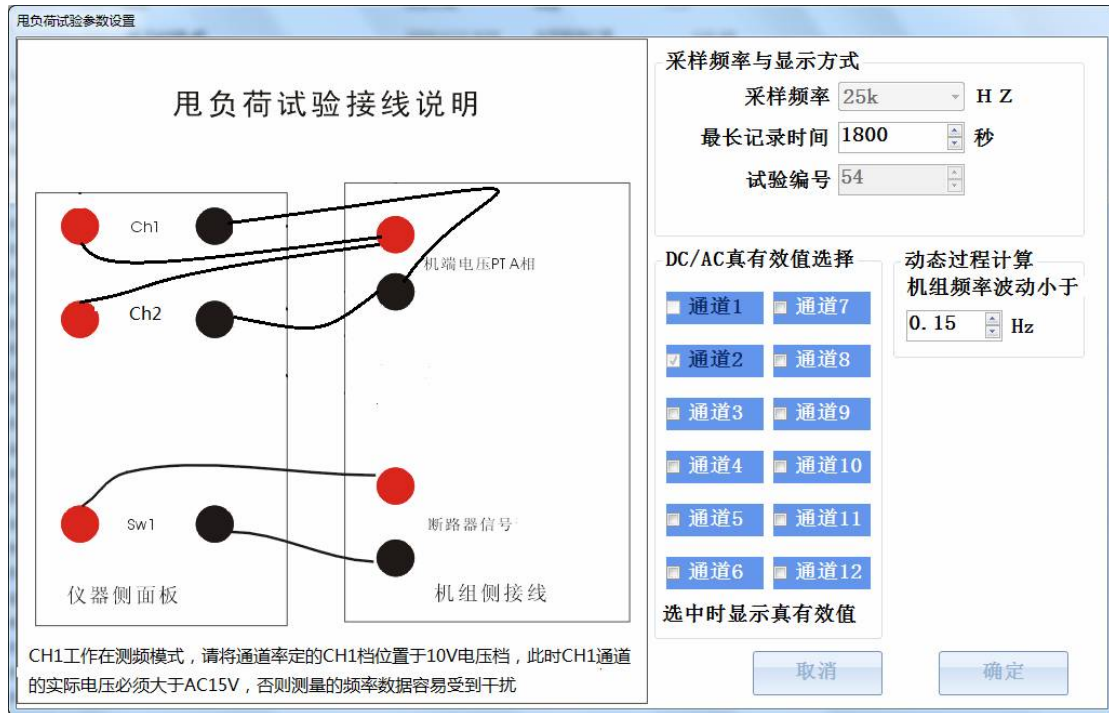 甩负荷试验参数设置
甩负荷试验接线说明
Ch1
机端电压PT A相
Ch2
Sw1
断路器信号
仪器侧面板
机组侧接线
CH1工作在测频模式，请将通道率定的CH1档位置于10V电压档，此时CH1通道
的实际电压必须大于AC15V，否则测量的频率数据容易受到干扰
采样频率与显示方式
采样频率 25k HZ
最长记录时间 1800 秒
试验编号 54
DC/AC真有效值选择
通道1 通道7
通道2 通道8
通道3 通道9
通道4 通道10
通道5 通道11
通道6 通道12
选中时显示真有效值
动态过程计算
机组频率波动小于
0.15 Hz
取消 确定